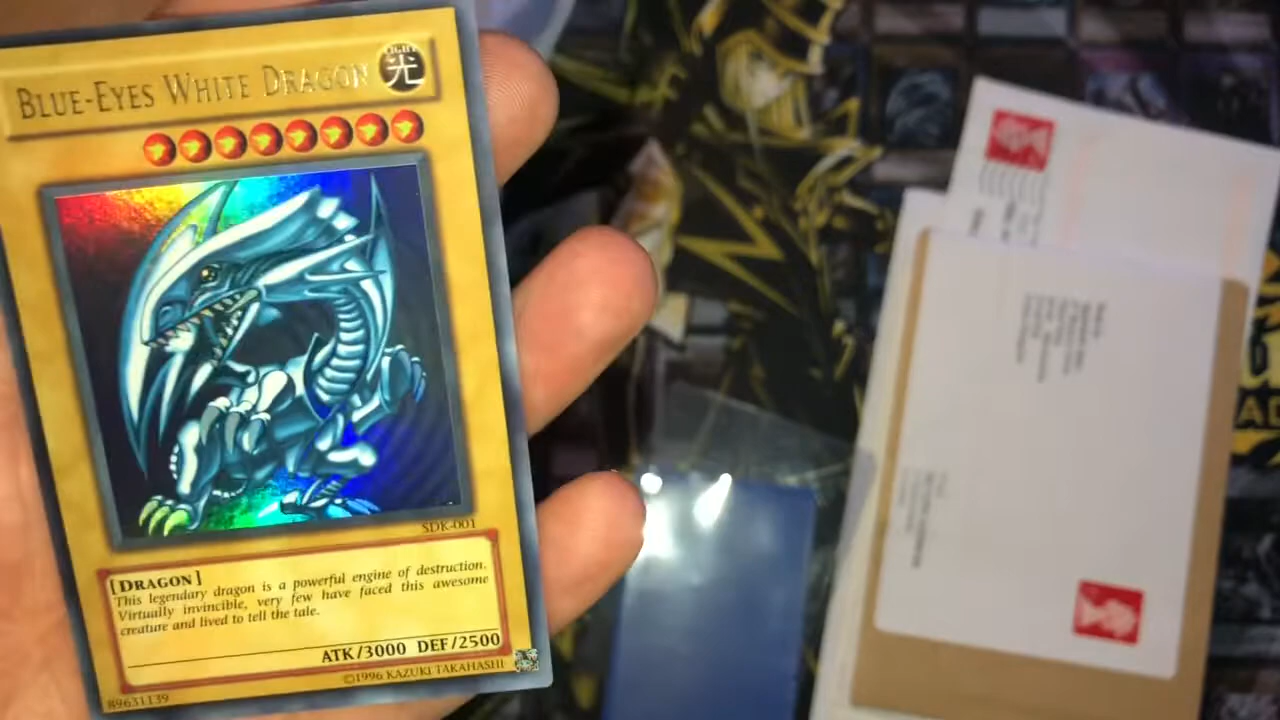 BLUE-EYES WHITE DRAGON
LIGHT
光
SDK-001
[DRAGON]
This legendary dragon is a powerful engine of destruction.
Virtually invincible, very few have faced this awesome
creature and lived to tell the tale.
ATK/3000 DEF/2500
89631139
©1996 KAZUKI TAKAHASHI